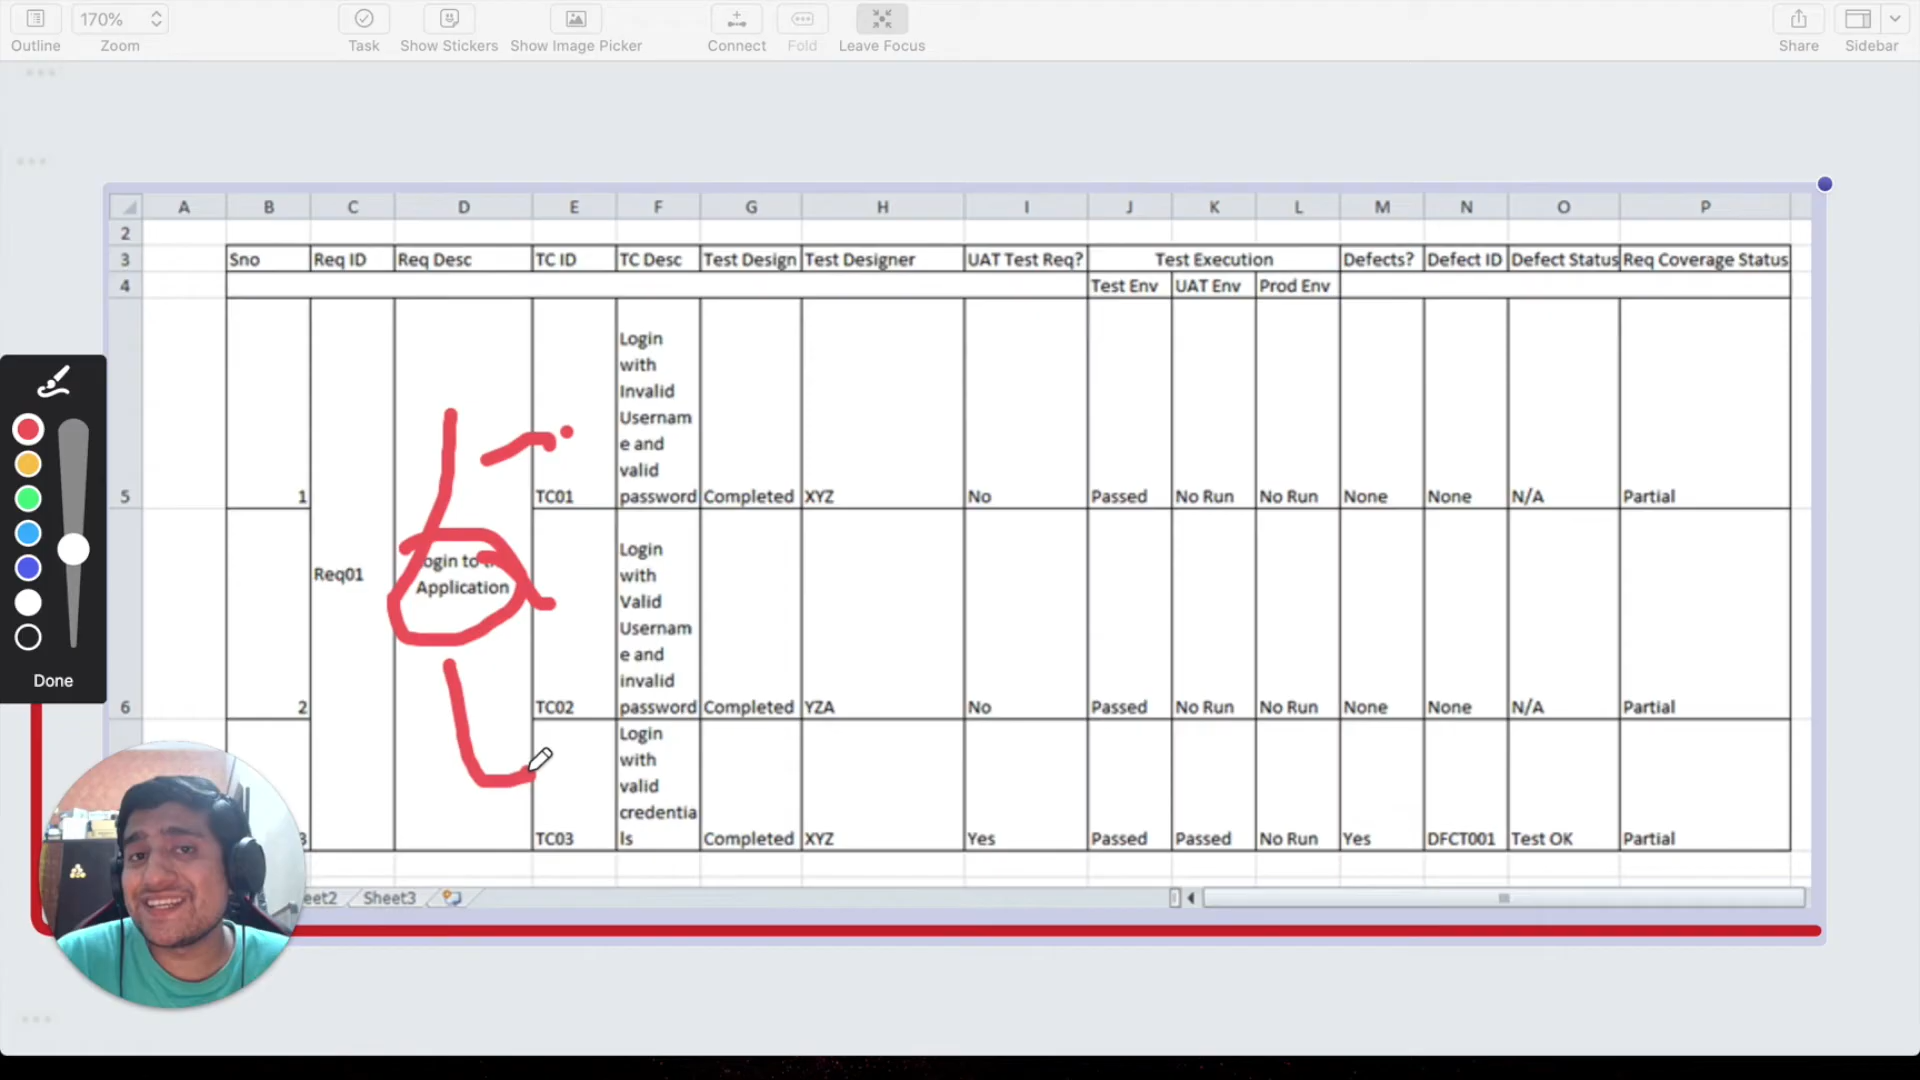 170%
Outline
Zoom
Task
Show Stickers
Show Image Picker
Connect
Fold
Leave Focus
Share
Sidebar
A B C D E F G H I J K L M N O P
2
3 Sno Req ID Req Desc TC ID TC Desc Test Design Test Designer UAT Test Req? Test Execution Defects? Defect ID Defect Status Req Coverage Status
4 Test Env UAT Env Prod Env
Login
with
Invalid
Usernam
e and
valid
5 1 TC01 password Completed XYZ No Passed No Run No Run None None N/A Partial
Req01
ogin to
Application
Login
with
Valid
Usernam
e and
invalid
6 2 TC02 password Completed YZA No Passed No Run No Run None None N/A Partial
Login
with
valid
credentia
3 TC03 ls Completed XYZ Yes Passed Passed No Run Yes DFCT001 Test OK Partial
Done
eet2 Sheet3